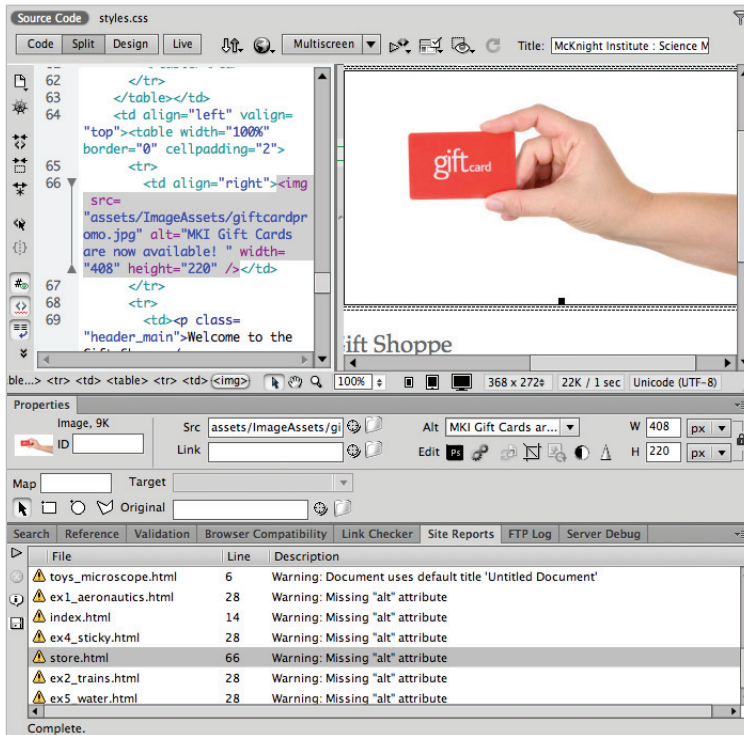 Source Code styles.css
Code Split Design Live Multiscreen Title: McKnight Institute : Science M
62 </tr>
63 </table></td>
64 <td align="left" valign=
"top"><table width="100%"
border="0" cellpadding="2">
65 <tr>
66 <td align="right"><img
src=
"assets/ImageAssets/giftcardpr
omo.jpg" alt="MKI Gift Cards
are now available! " width=
"408" height="220" /></td>
67 </tr>
68 <tr>
69 <td><p class=
"header_main">Welcome to the
gift card
ift Shoppe
ble...> <tr> <td> <table> <tr> <td> <img> 100% 368 x 272 22K / 1 sec Unicode (UTF-8)
Properties
Image, 9K Src assets/ImageAssets/gi Alt MKI Gift Cards ar... W 408 px
ID Link Edit Ps H 220 px
Map Target
Original
Search Reference Validation Browser Compatibility Link Checker Site Reports FTP Log Server Debug
File Line Description
toys_microscope.html 6 Warning: Document uses default title 'Untitled Document'
ex1_aeronautics.html 28 Warning: Missing "alt" attribute
index.html 14 Warning: Missing "alt" attribute
ex4_sticky.html 28 Warning: Missing "alt" attribute
store.html 66 Warning: Missing "alt" attribute
ex2_trains.html 28 Warning: Missing "alt" attribute
ex5_water.html 28 Warning: Missing "alt" attribute
Complete.